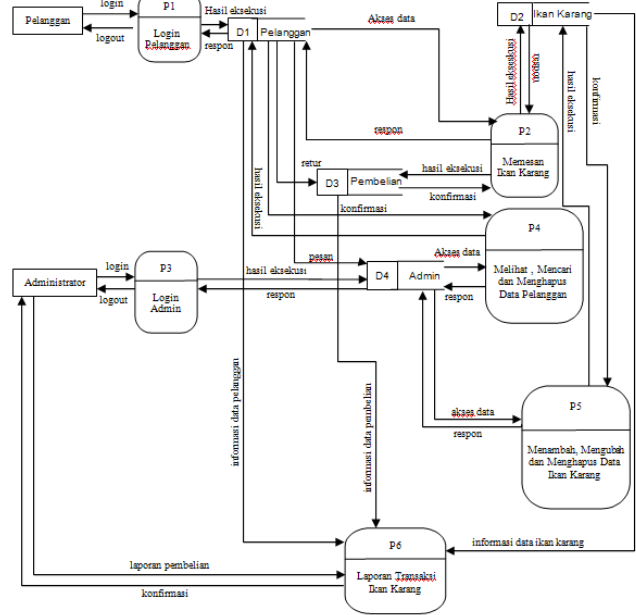 login
P1
Hasil eksekusi
Akses data
D2 Ikan Karang
Pelanggan
D1 Pelanggan
logout
Login
Pelanggan
respon
Hasil eksekusi
respon
hasil eksekusi
konfirmasi
respon
P2
retur
hasil eksekusi
Memesan
Ikan Karang
D3 Pembelian
konfirmasi
hasil eksekusi
konfirmasi
P4
pesan
Akses data
login
P3
hasil eksekusi
D4 Admin
Melihat , Mencari
dan Menghapus
Data Pelanggan
Administrator
logout
Login
Admin
respon
respon
informasi data pelanggan
informasi data pembelian
akses data
P5
respon
Menambah, Mengubah
dan Menghapus Data
Ikan Karang
P6
informasi data ikan karang
laporan pembelian
Laporan Transaksi
Ikan Karang
konfirmasi